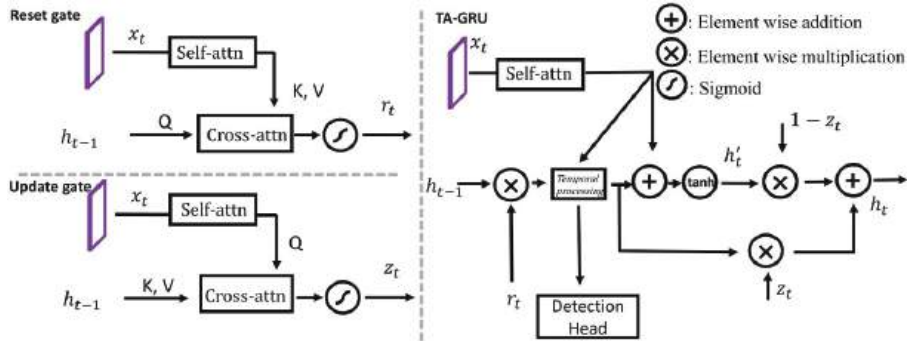 Reset gate
x_t
Self-attn
K, V
h_{t-1}
Q
Cross-attn
r_t
Update gate
x_t
Self-attn
Q
h_{t-1}
K, V
Cross-attn
z_t
TA-GRU
x_t
Self-attn
: Element wise addition
: Element wise multiplication
: Sigmoid
1 − z_t
h_{t-1}
Temporal
processing
tanh
h'_t
h_t
r_t
z_t
Detection
Head